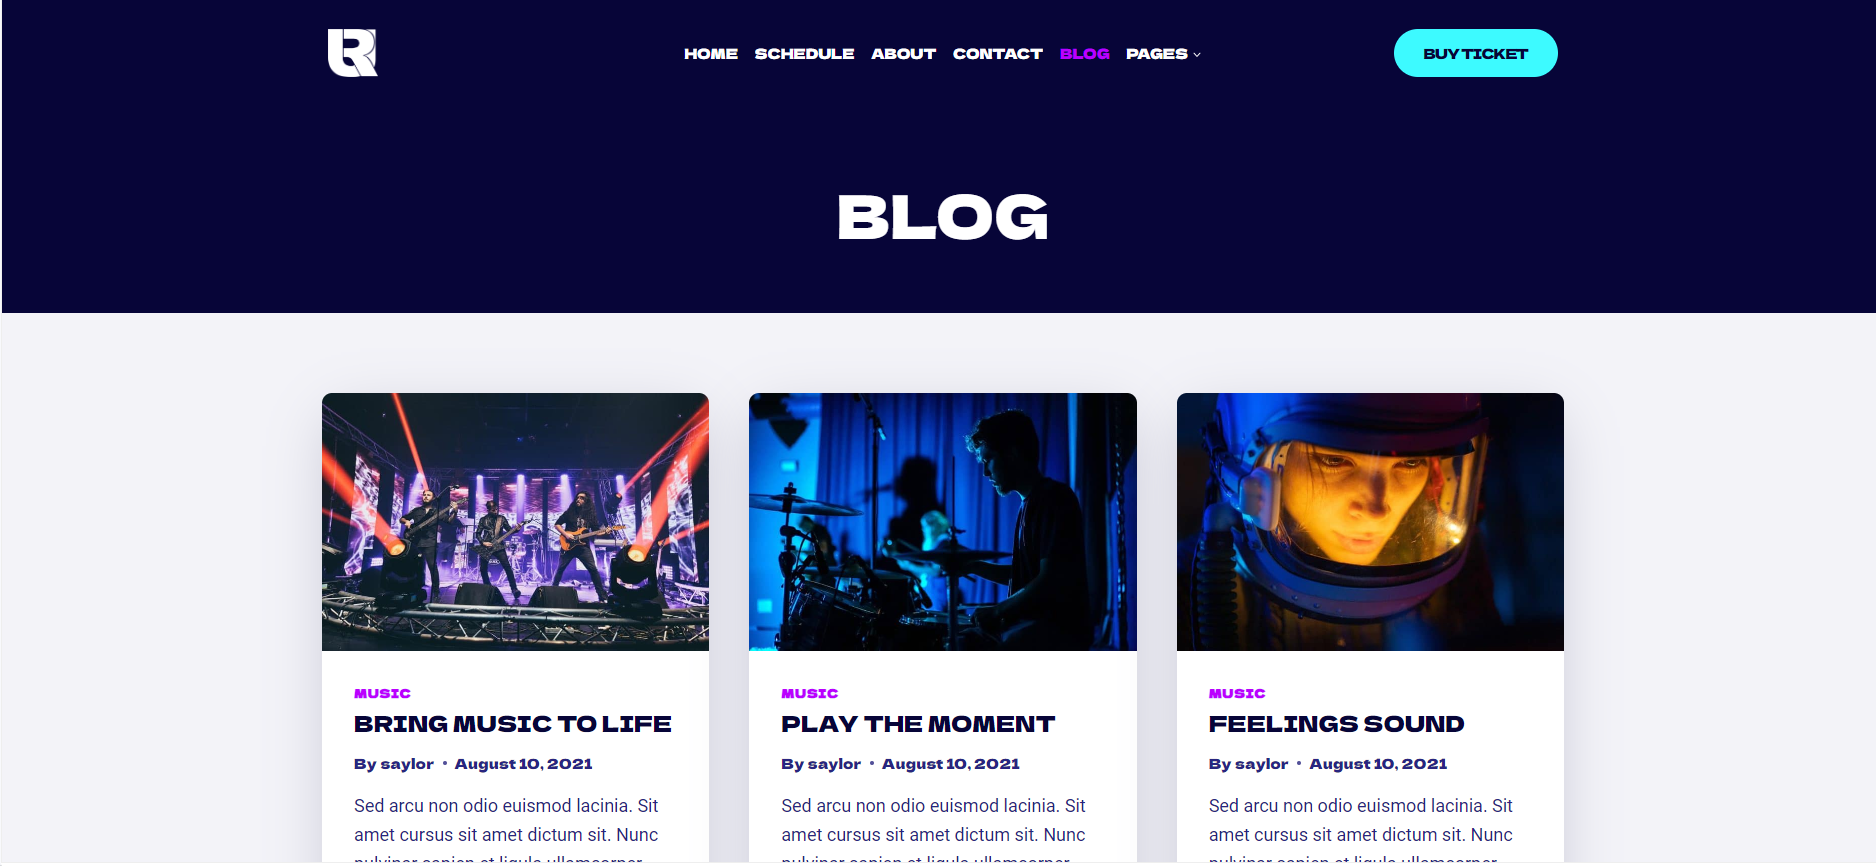 HOME SCHEDULE ABOUT CONTACT BLOG PAGES BUY TICKET
BLOG
MUSIC
BRING MUSIC TO LIFE
By saylor • August 10, 2021
Sed arcu non odio euismod lacinia. Sit
amet cursus sit amet dictum sit. Nunc
MUSIC
PLAY THE MOMENT
By saylor • August 10, 2021
Sed arcu non odio euismod lacinia. Sit
amet cursus sit amet dictum sit. Nunc
MUSIC
FEELINGS SOUND
By saylor • August 10, 2021
Sed arcu non odio euismod lacinia. Sit
amet cursus sit amet dictum sit. Nunc